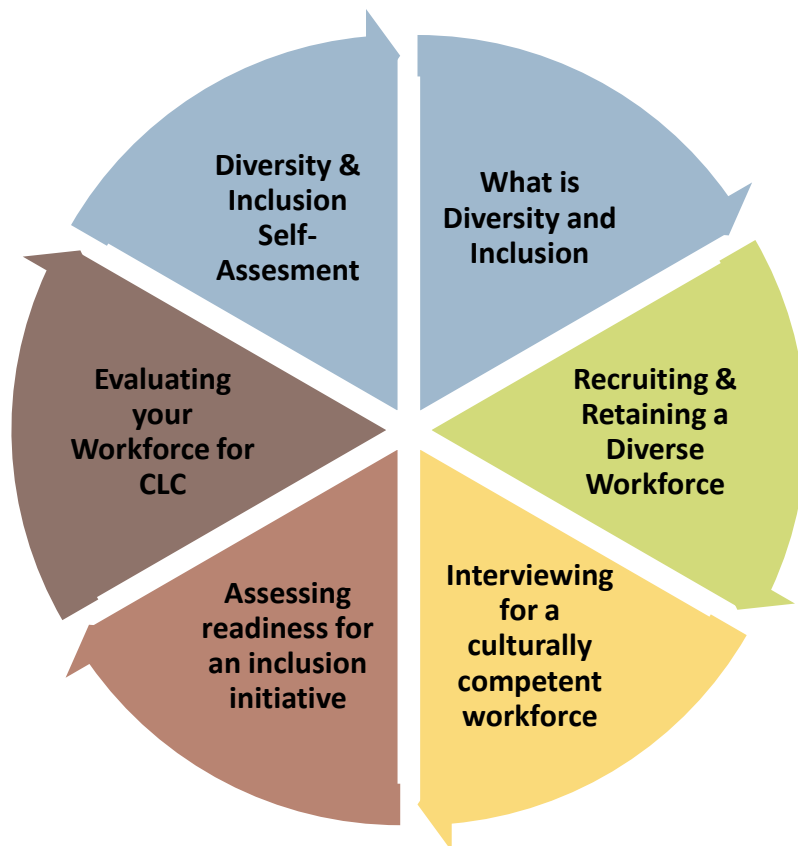 What is
Diversity and
Inclusion
Recruiting &
Retaining a
Diverse
Workforce
Interviewing
for a
culturally
competent
workforce
Assessing
readiness for
an inclusion
initiative
Evaluating
your
Workforce for
CLC
Diversity &
Inclusion
Self-
Assesment